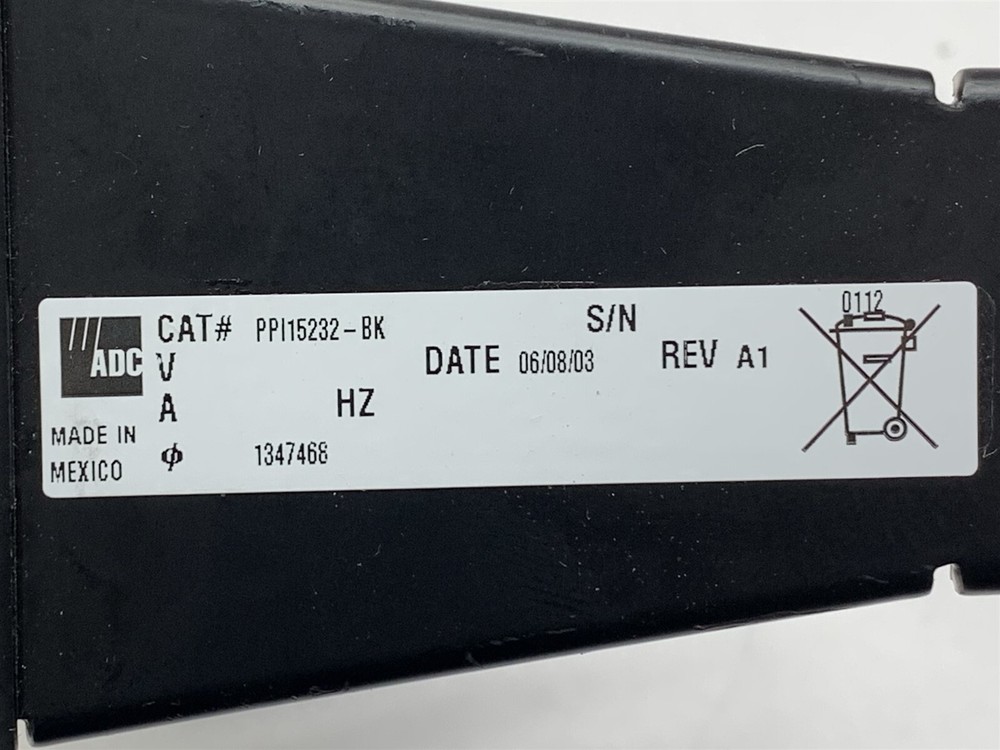 ADC
CAT# PPI15232-BK
S/N
0112
V
DATE 06/08/03
REV A1
A
HZ
MADE IN
MEXICO
ϕ 1347468